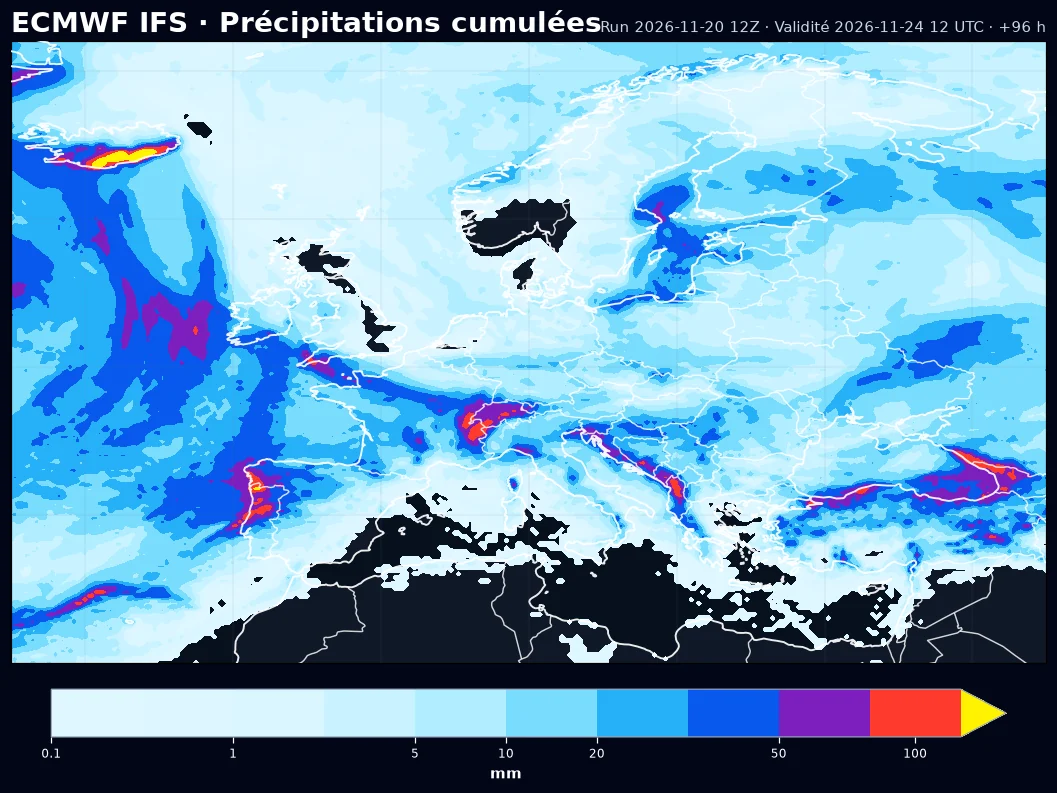 ECMWF IFS · Précipitations cumulées
Run 2026-11-20 12Z · Validité 2026-11-24 12 UTC · +96 h
0.1 1 5 10 20 50 100
mm